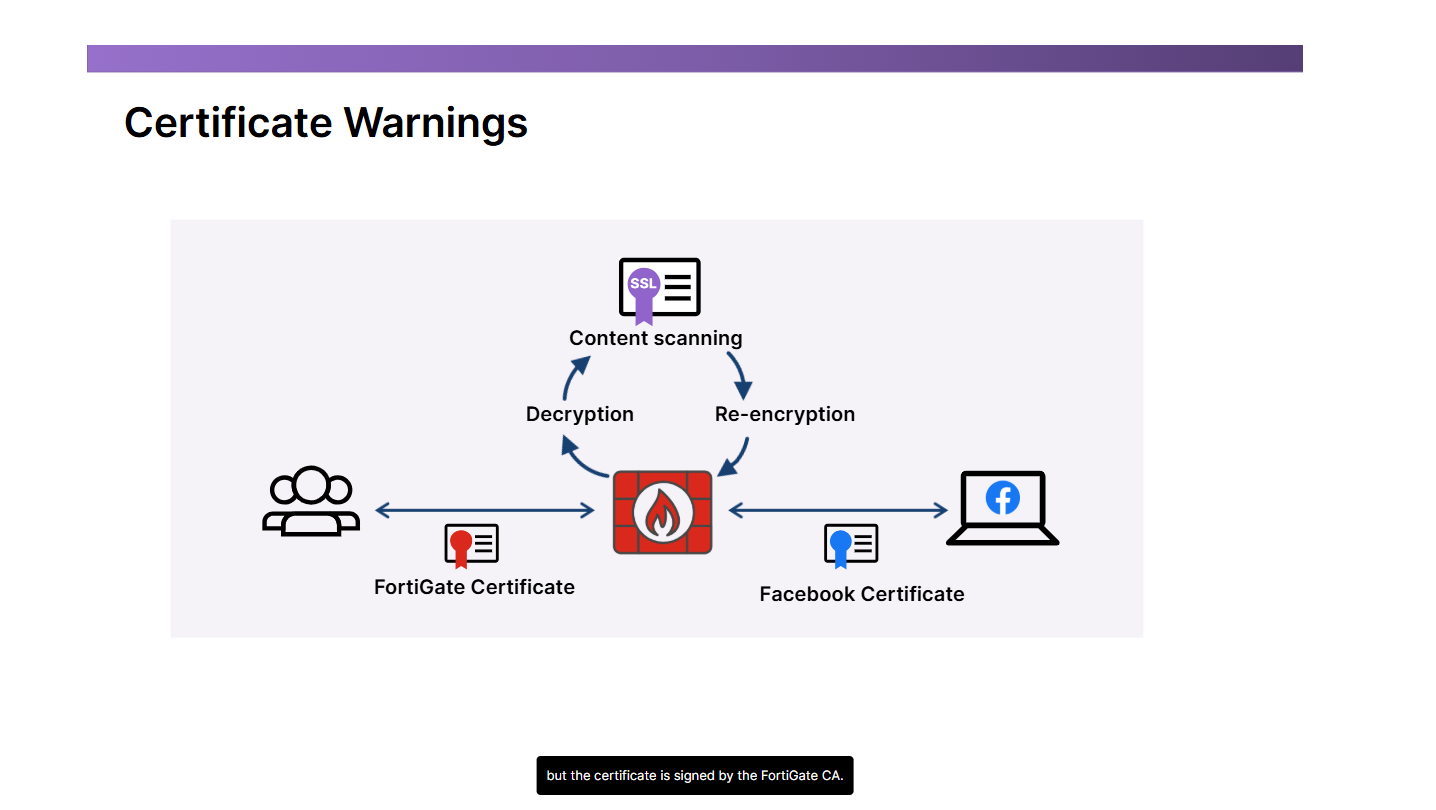 Certificate Warnings
SSL
Content scanning
Decryption
Re-encryption
FortiGate Certificate
Facebook Certificate
but the certificate is signed by the FortiGate CA.